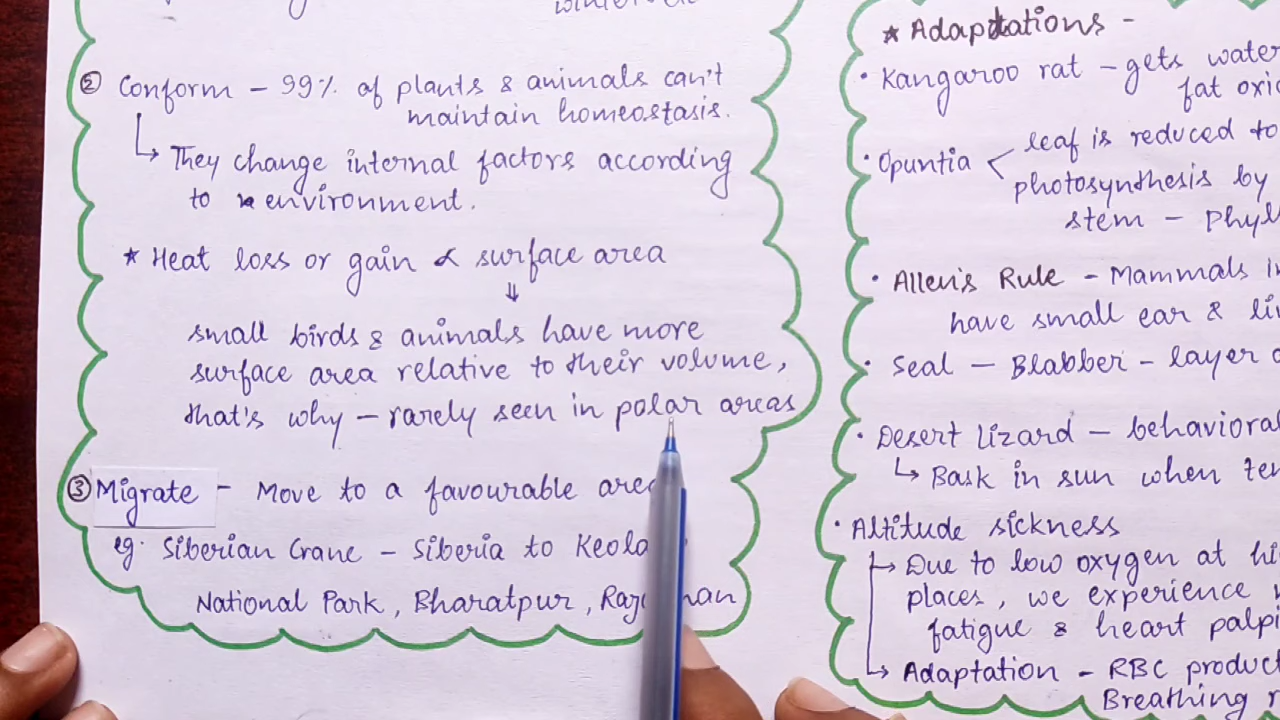 ② Conform - 99% of plants & animals can't
maintain homeostasis.
↳ They change internal factors according
to environment.
★ Heat loss or gain ∝ surface area
⇓
small birds & animals have more
surface area relative to their volume,
that's why - rarely seen in polar areas
③ Migrate - Move to a favourable area
eg. Siberian Crane - Siberia to Keola
National Park, Bharatpur,
★ Adaptations -
• Kangaroo rat - gets water
fat
• Opuntia < leaf is reduced to
photosynthesis by
stem -
• Allen's Rule - Mammals
have small ear &
• Seal - Blabber - layer
• Desert lizard - behavioral
↳ Bask in sun when
• Altitude sickness
↳ Due to low oxygen at
places, we experience
fatigue & heart
↳ Adaptation - RBC
Breathing